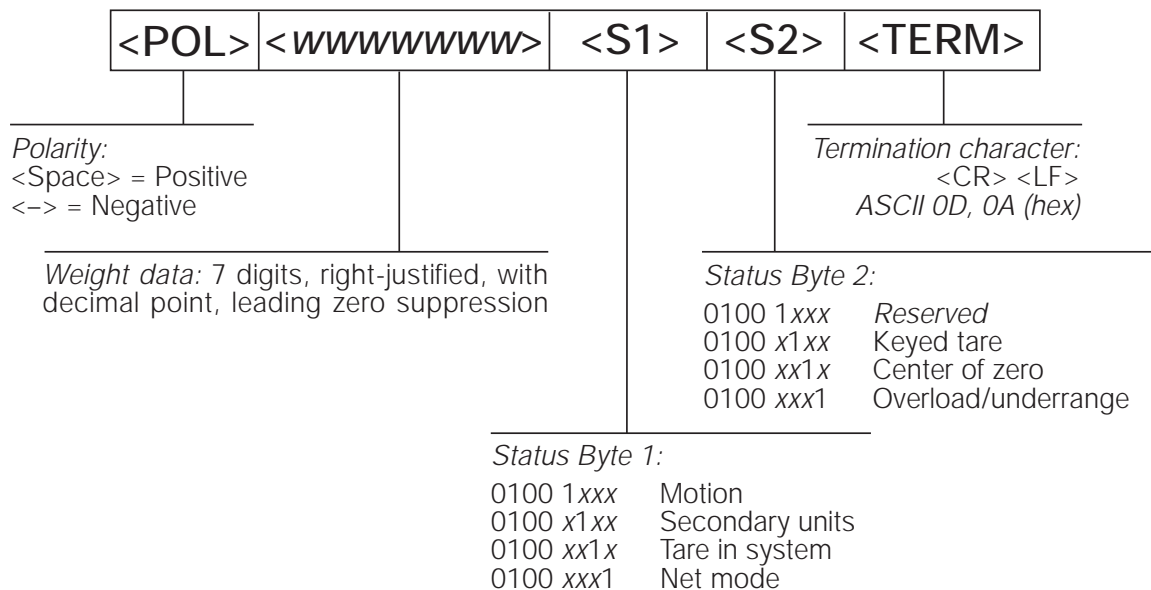 <POL> <wwwwwww> <S1> <S2> <TERM>
Polarity:
<Space> = Positive
<–> = Negative
Termination character:
<CR> <LF>
ASCII 0D, 0A (hex)
Weight data: 7 digits, right-justified, with
decimal point, leading zero suppression
Status Byte 2:
0100 1xxx Reserved
0100 x1xx Keyed tare
0100 xx1x Center of zero
0100 xxx1 Overload/underrange
Status Byte 1:
0100 1xxx Motion
0100 x1xx Secondary units
0100 xx1x Tare in system
0100 xxx1 Net mode